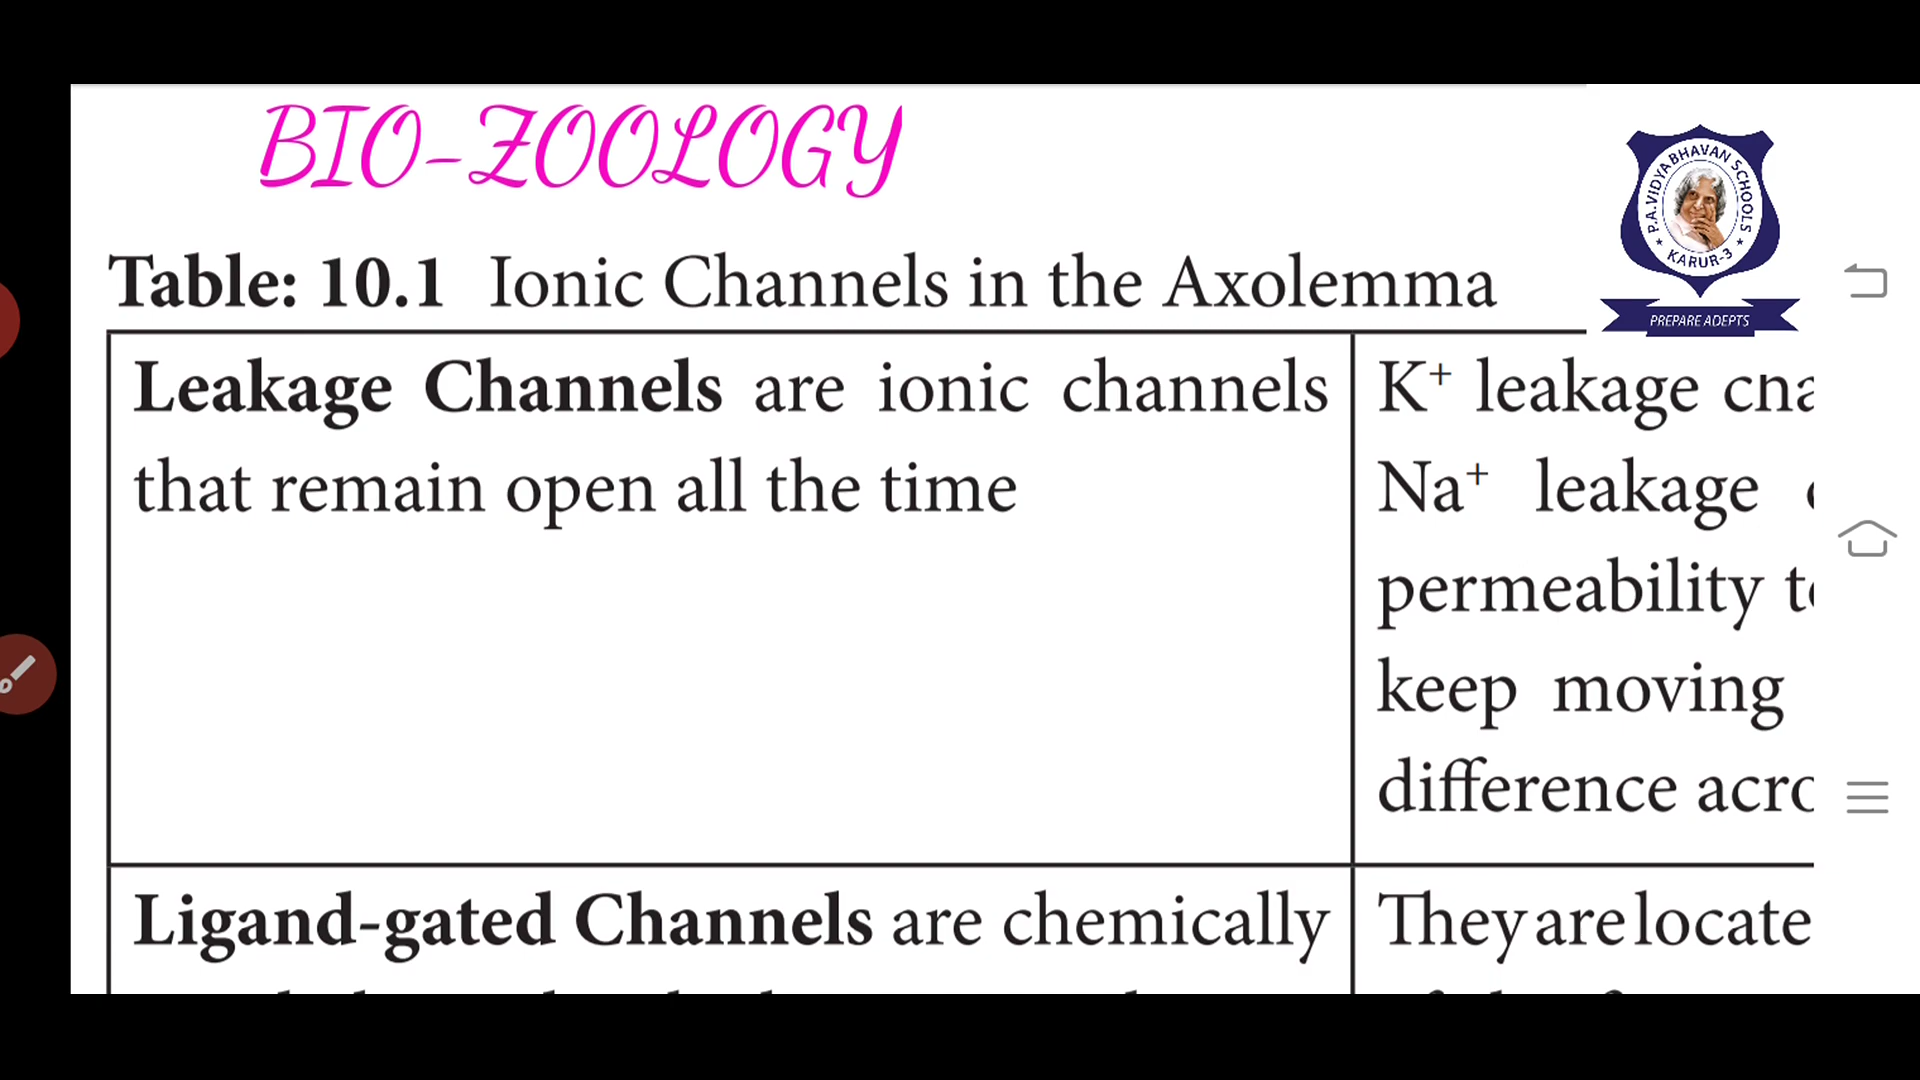 BIO-ZOOLOGY
P.A.VIDYABHAVAN SCHOOLS
KARUR-3
PREPARE ADEPTS
Table: 10.1 Ionic Channels in the Axolemma
Leakage Channels are ionic channels
that remain open all the time
K⁺ leakage
Na⁺ leakage
permeability
keep moving
difference
Ligand-gated Channels are chemically
They are